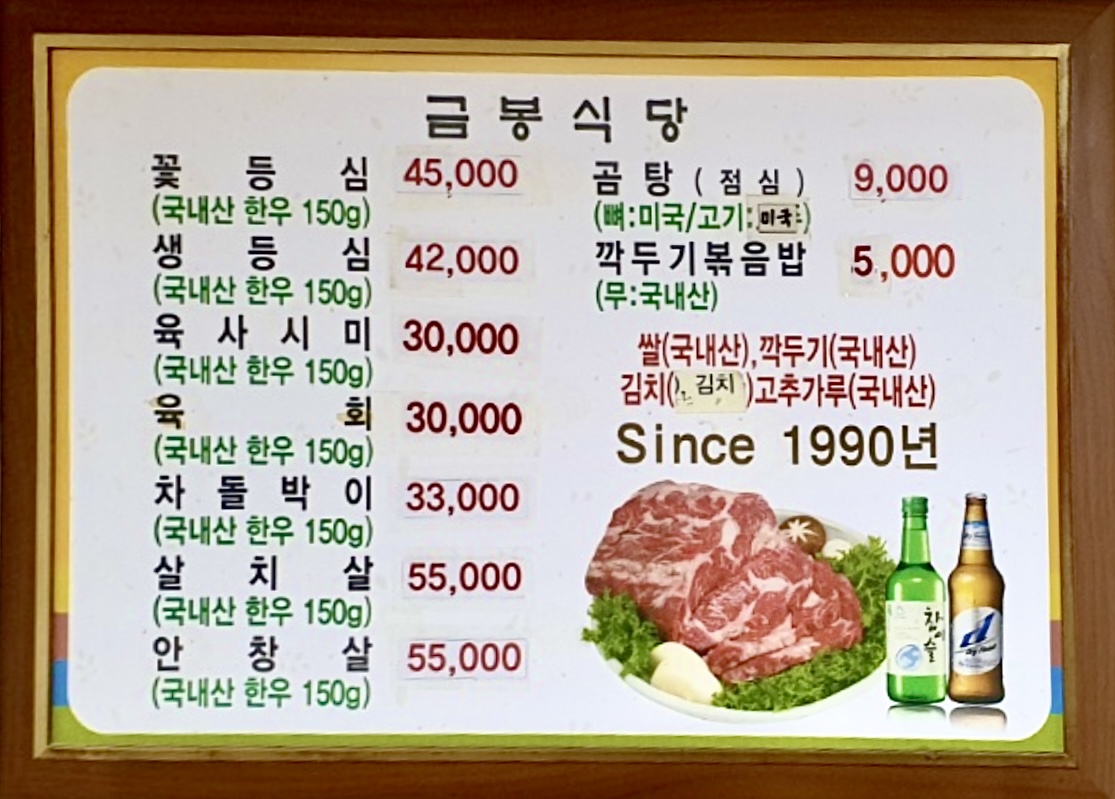 금봉식당
꽃등심 45,000
(국내산 한우 150g)
생등심 42,000
(국내산 한우 150g)
육사시미 30,000
(국내산 한우 150g)
육회 30,000
(국내산 한우 150g)
차돌박이 33,000
(국내산 한우 150g)
살치살 55,000
(국내산 한우 150g)
안창살 55,000
(국내산 한우 150g)
곰탕(점심) 9,000
(뼈:미국/고기:미국)
깍두기볶음밥 5,000
(무:국내산)
쌀(국내산),깍두기(국내산)
김치(김치)고추가루(국내산)
Since 1990년
참이슬
d